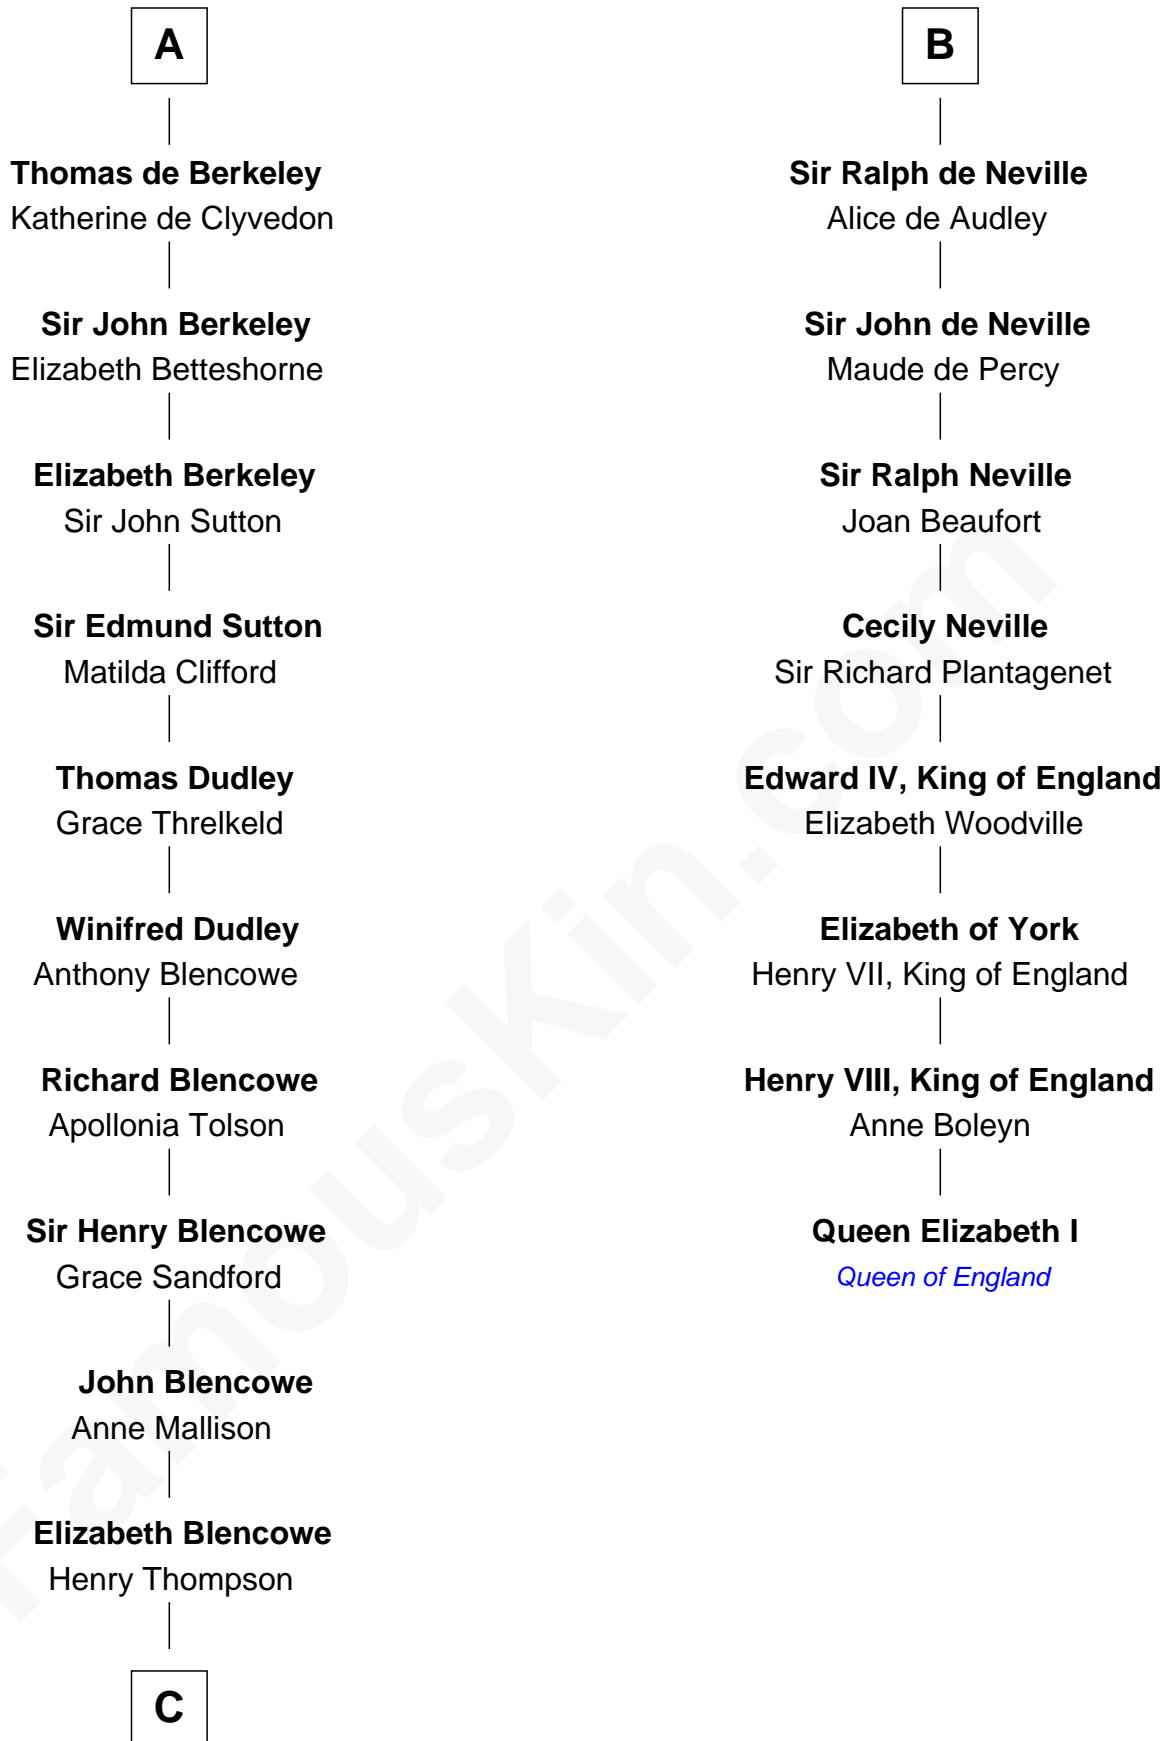 A
Thomas de Berkeley
Katherine de Clyvedon
Sir John Berkeley
Elizabeth Betteshorne
Elizabeth Berkeley
Sir John Sutton
Sir Edmund Sutton
Matilda Clifford
Thomas Dudley
Grace Threlkeld
Winifred Dudley
Anthony Blencowe
Richard Blencowe
Apollonia Tolson
Sir Henry Blencowe
Grace Sandford
John Blencowe
Anne Mallison
Elizabeth Blencowe
Henry Thompson
C
B
Sir Ralph de Neville
Alice de Audley
Sir John de Neville
Maude de Percy
Sir Ralph Neville
Joan Beaufort
Cecily Neville
Sir Richard Plantagenet
Edward IV, King of England
Elizabeth Woodville
Elizabeth of York
Henry VII, King of England
Henry VIII, King of England
Anne Boleyn
Queen Elizabeth I
Queen of England
FamousKin.com